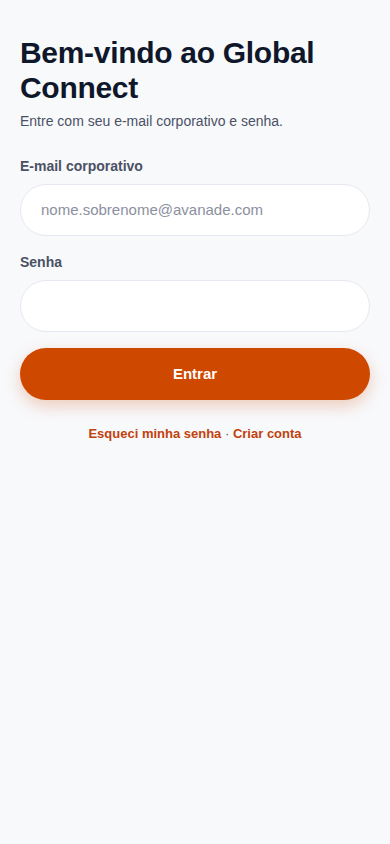 Bem-vindo ao Global
Connect
Entre com seu e-mail corporativo e senha.
E-mail corporativo
nome.sobrenome@avanade.com
Senha
Entrar
Esqueci minha senha · Criar conta